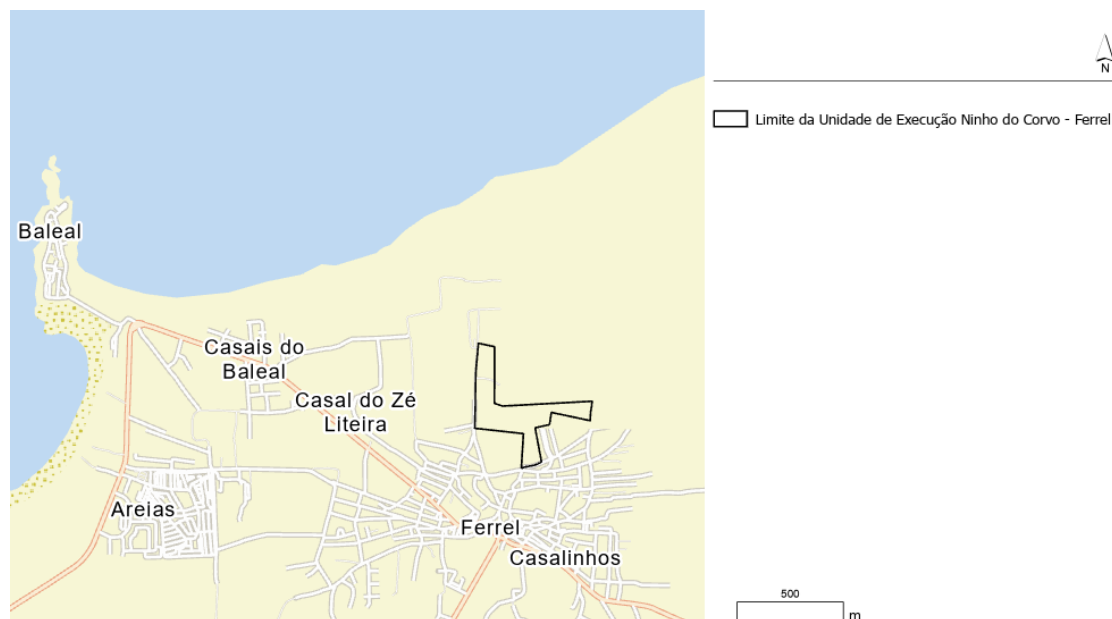 N
Limite da Unidade de Execução Ninho do Corvo - Ferrel
Baleal
Casais do
Baleal
Casal do Zé
Liteira
Areias
Ferrel
Casalinhos
500
m